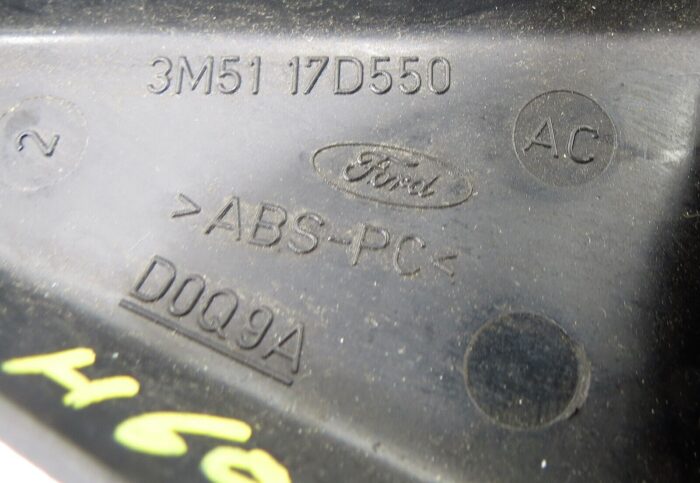 3M51 17D550
2
AC
Ford
>ABS-PC<
D0Q9A